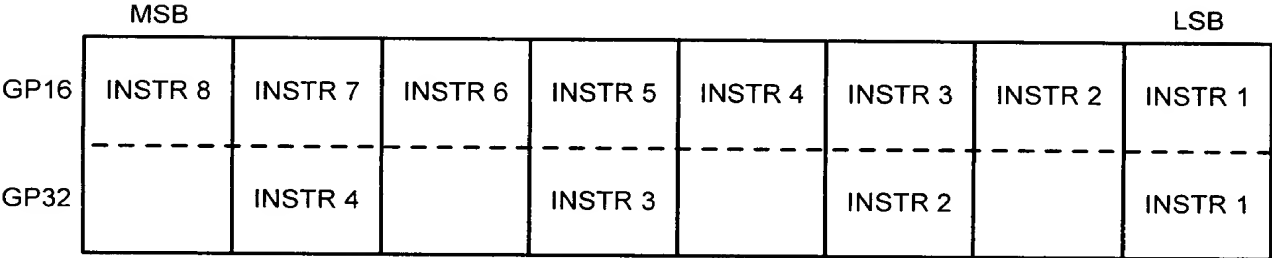 MSB LSB
GP16 INSTR 8 INSTR 7 INSTR 6 INSTR 5 INSTR 4 INSTR 3 INSTR 2 INSTR 1
GP32 INSTR 4 INSTR 3 INSTR 2 INSTR 1